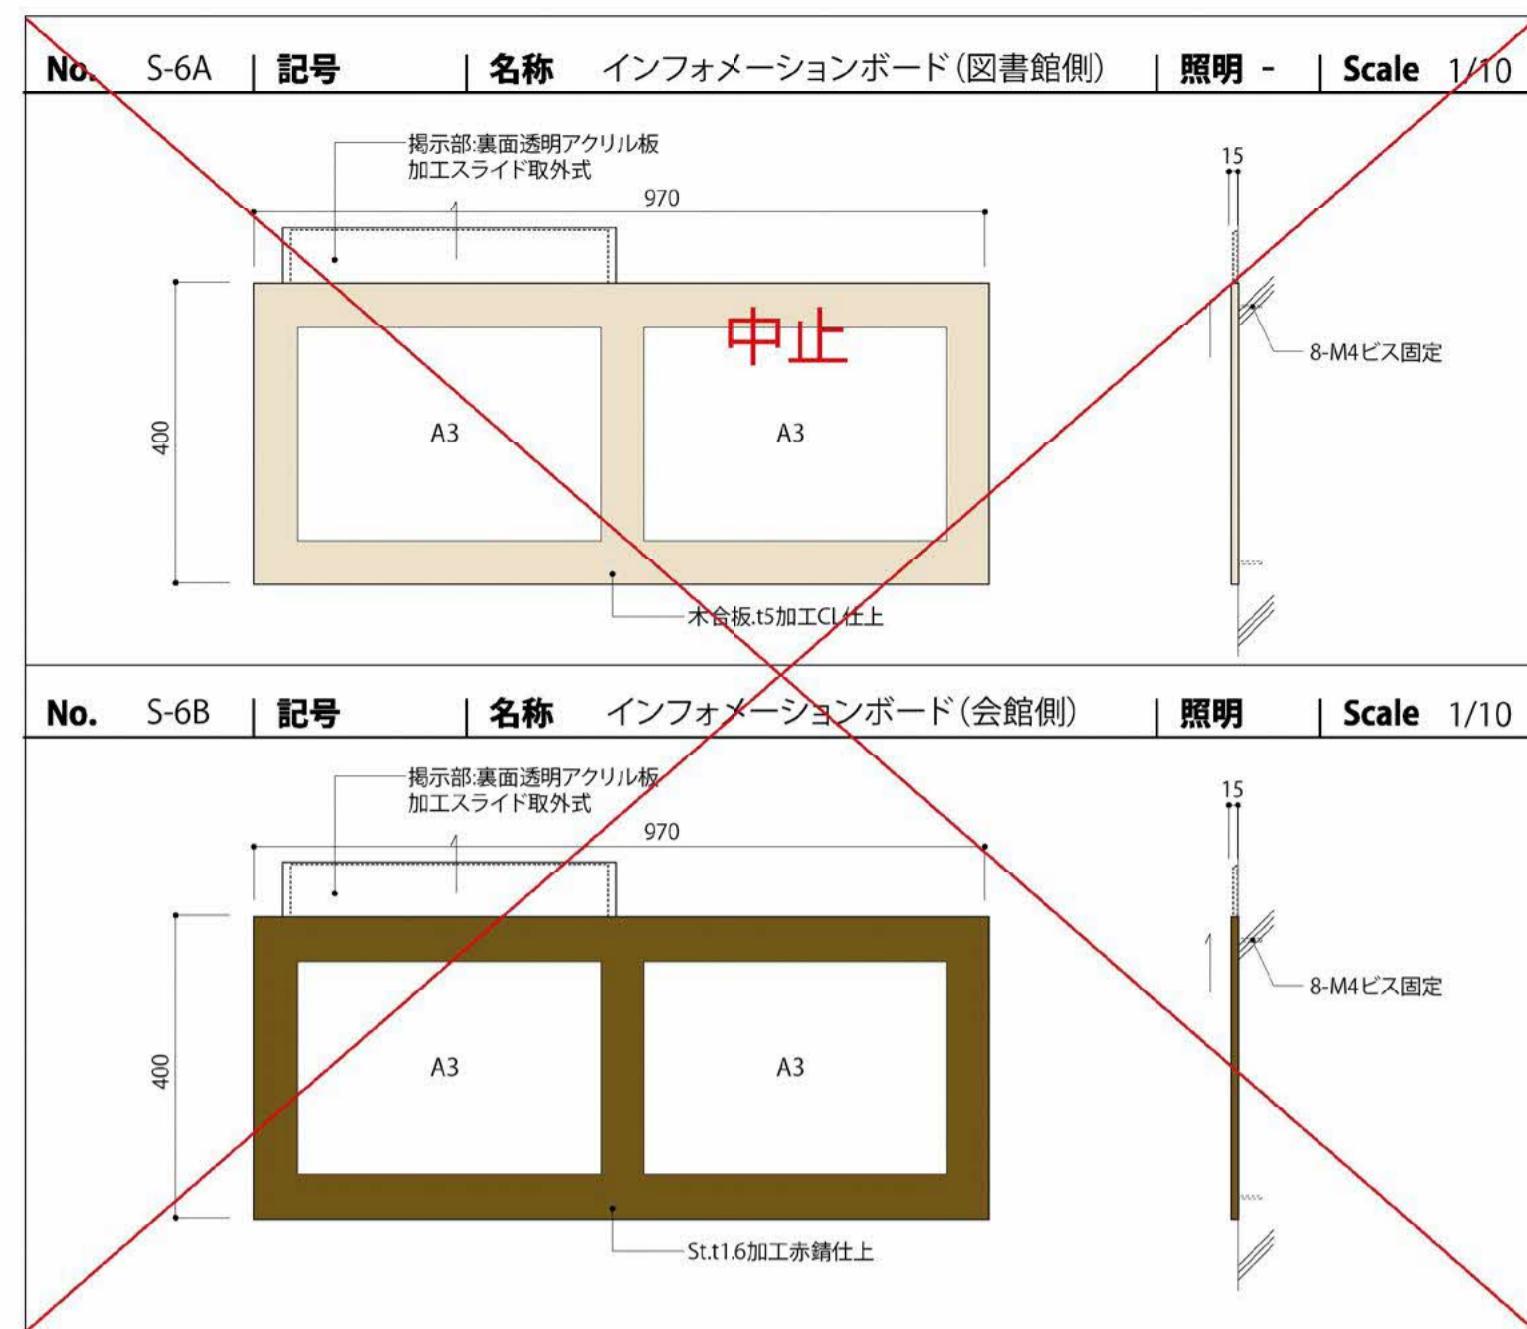 No. S-6A 記号 名称 インフォメーションボード(図書館側) 照明 - Scale 1/10
掲示部:裏面透明アクリル板
加工スライド取外式
970
15
中止
8-M4ビス固定
400
A3 A3
木合板.t5加工CL仕上
No. S-6B 記号 名称 インフォメーションボード(会館側) 照明 Scale 1/10
掲示部:裏面透明アクリル板
加工スライド取外式
970
15
8-M4ビス固定
400
A3 A3
St.t1.6加工赤錆仕上